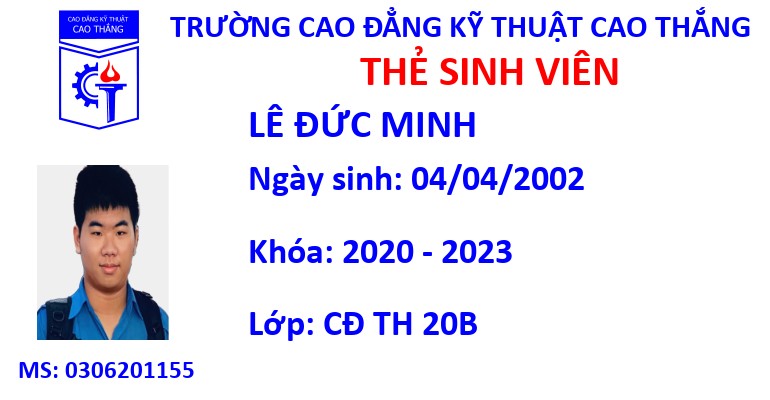 CAO ĐẲNG KỸ THUẬT
CAO THẮNG
TRƯỜNG CAO ĐẲNG KỸ THUẬT CAO THẮNG
THẺ SINH VIÊN
LÊ ĐỨC MINH
Ngày sinh: 04/04/2002
Khóa: 2020 - 2023
Lớp: CĐ TH 20B
MS: 0306201155